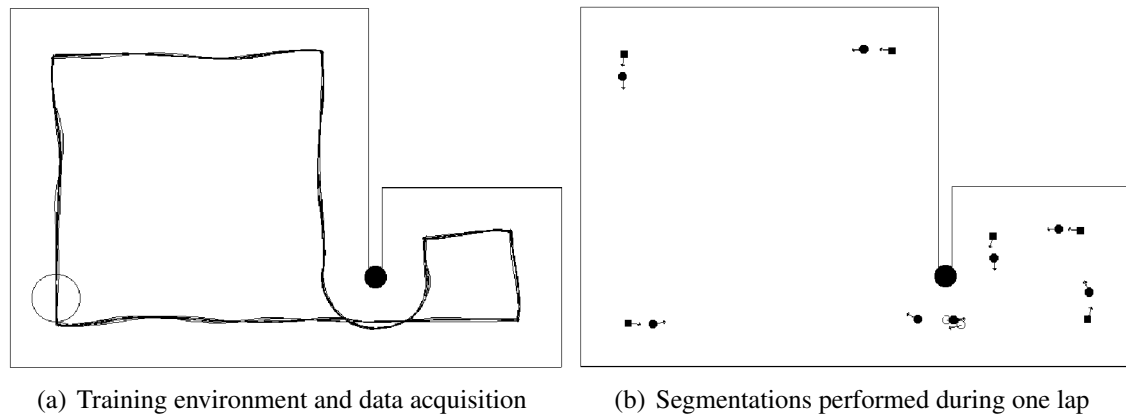 (a) Training environment and data acquisition
(b) Segmentations performed during one lap